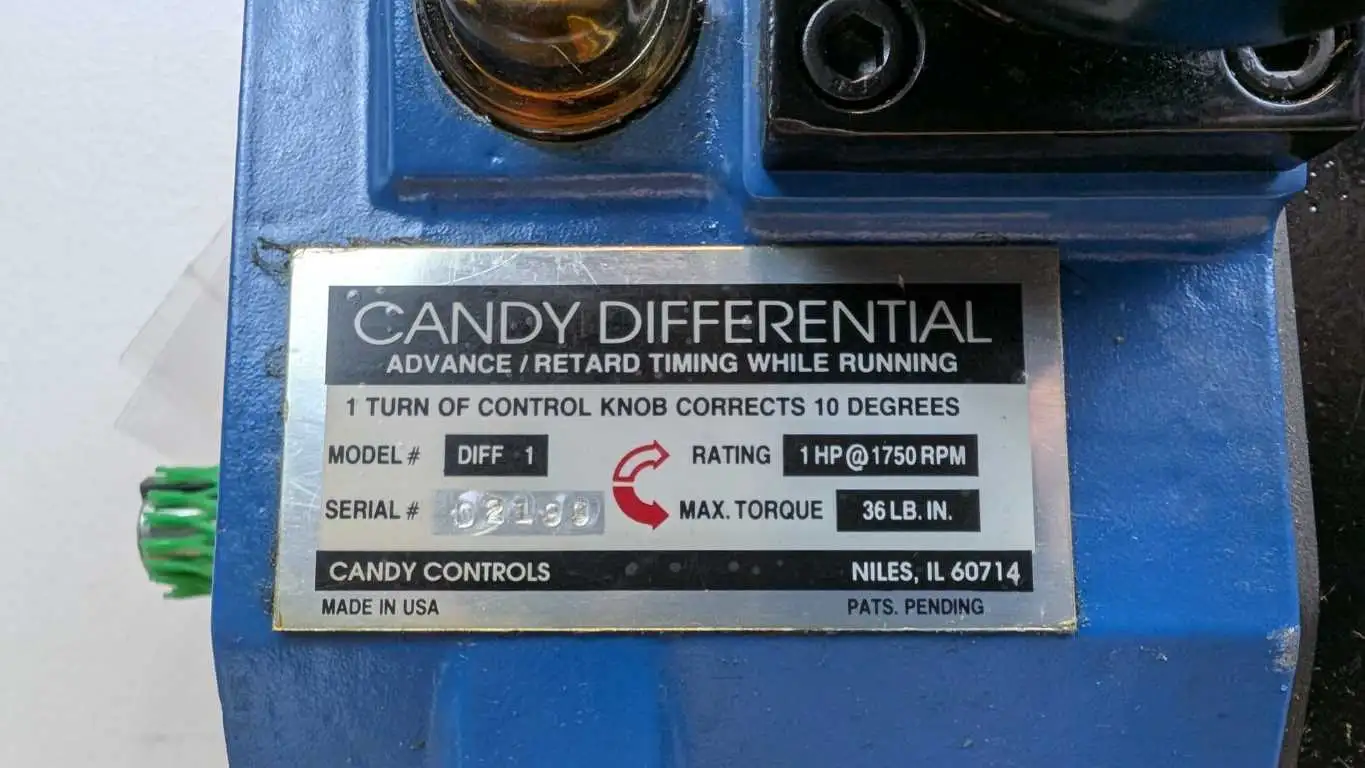 CANDY DIFFERENTIAL
ADVANCE / RETARD TIMING WHILE RUNNING
1 TURN OF CONTROL KNOB CORRECTS 10 DEGREES
MODEL # DIFF 1 RATING 1 HP @ 1750 RPM
SERIAL # MAX. TORQUE 36 LB. IN.
CANDY CONTROLS NILES, IL 60714
MADE IN USA PATS. PENDING